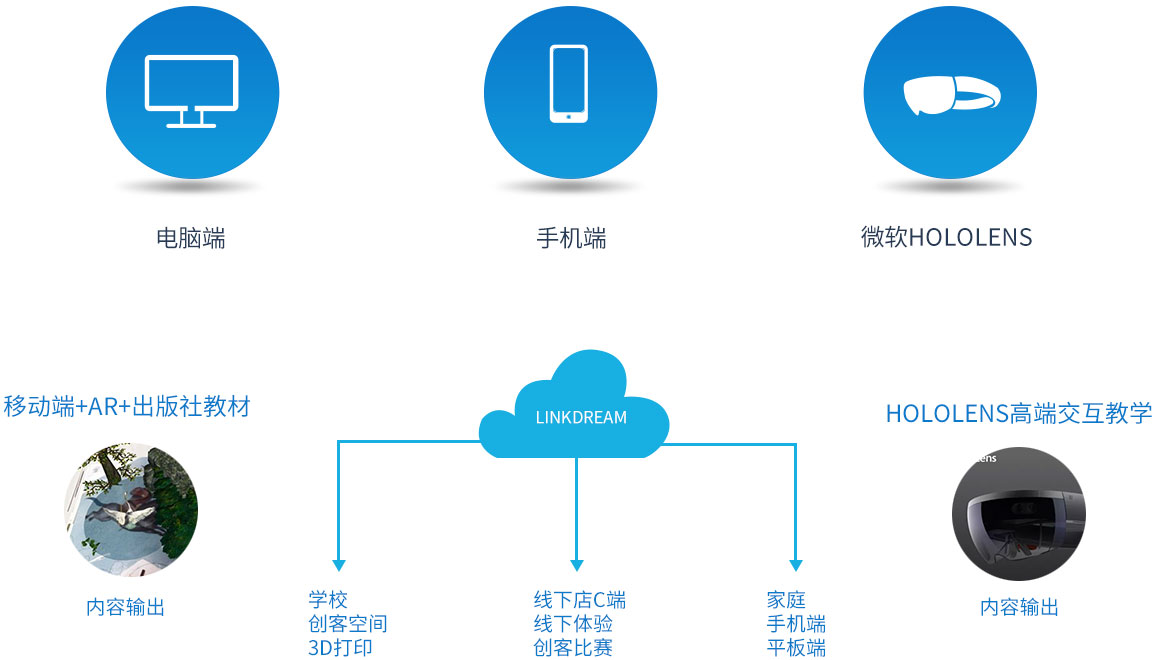 电脑端
手机端
微软HOLOLENS
移动端+AR+出版社教材
LINKDREAM
HOLOLENS高端交互教学
ens
内容输出
学校
创客空间
3D打印
线下店C端
线下体验
创客比赛
家庭
手机端
平板端
内容输出